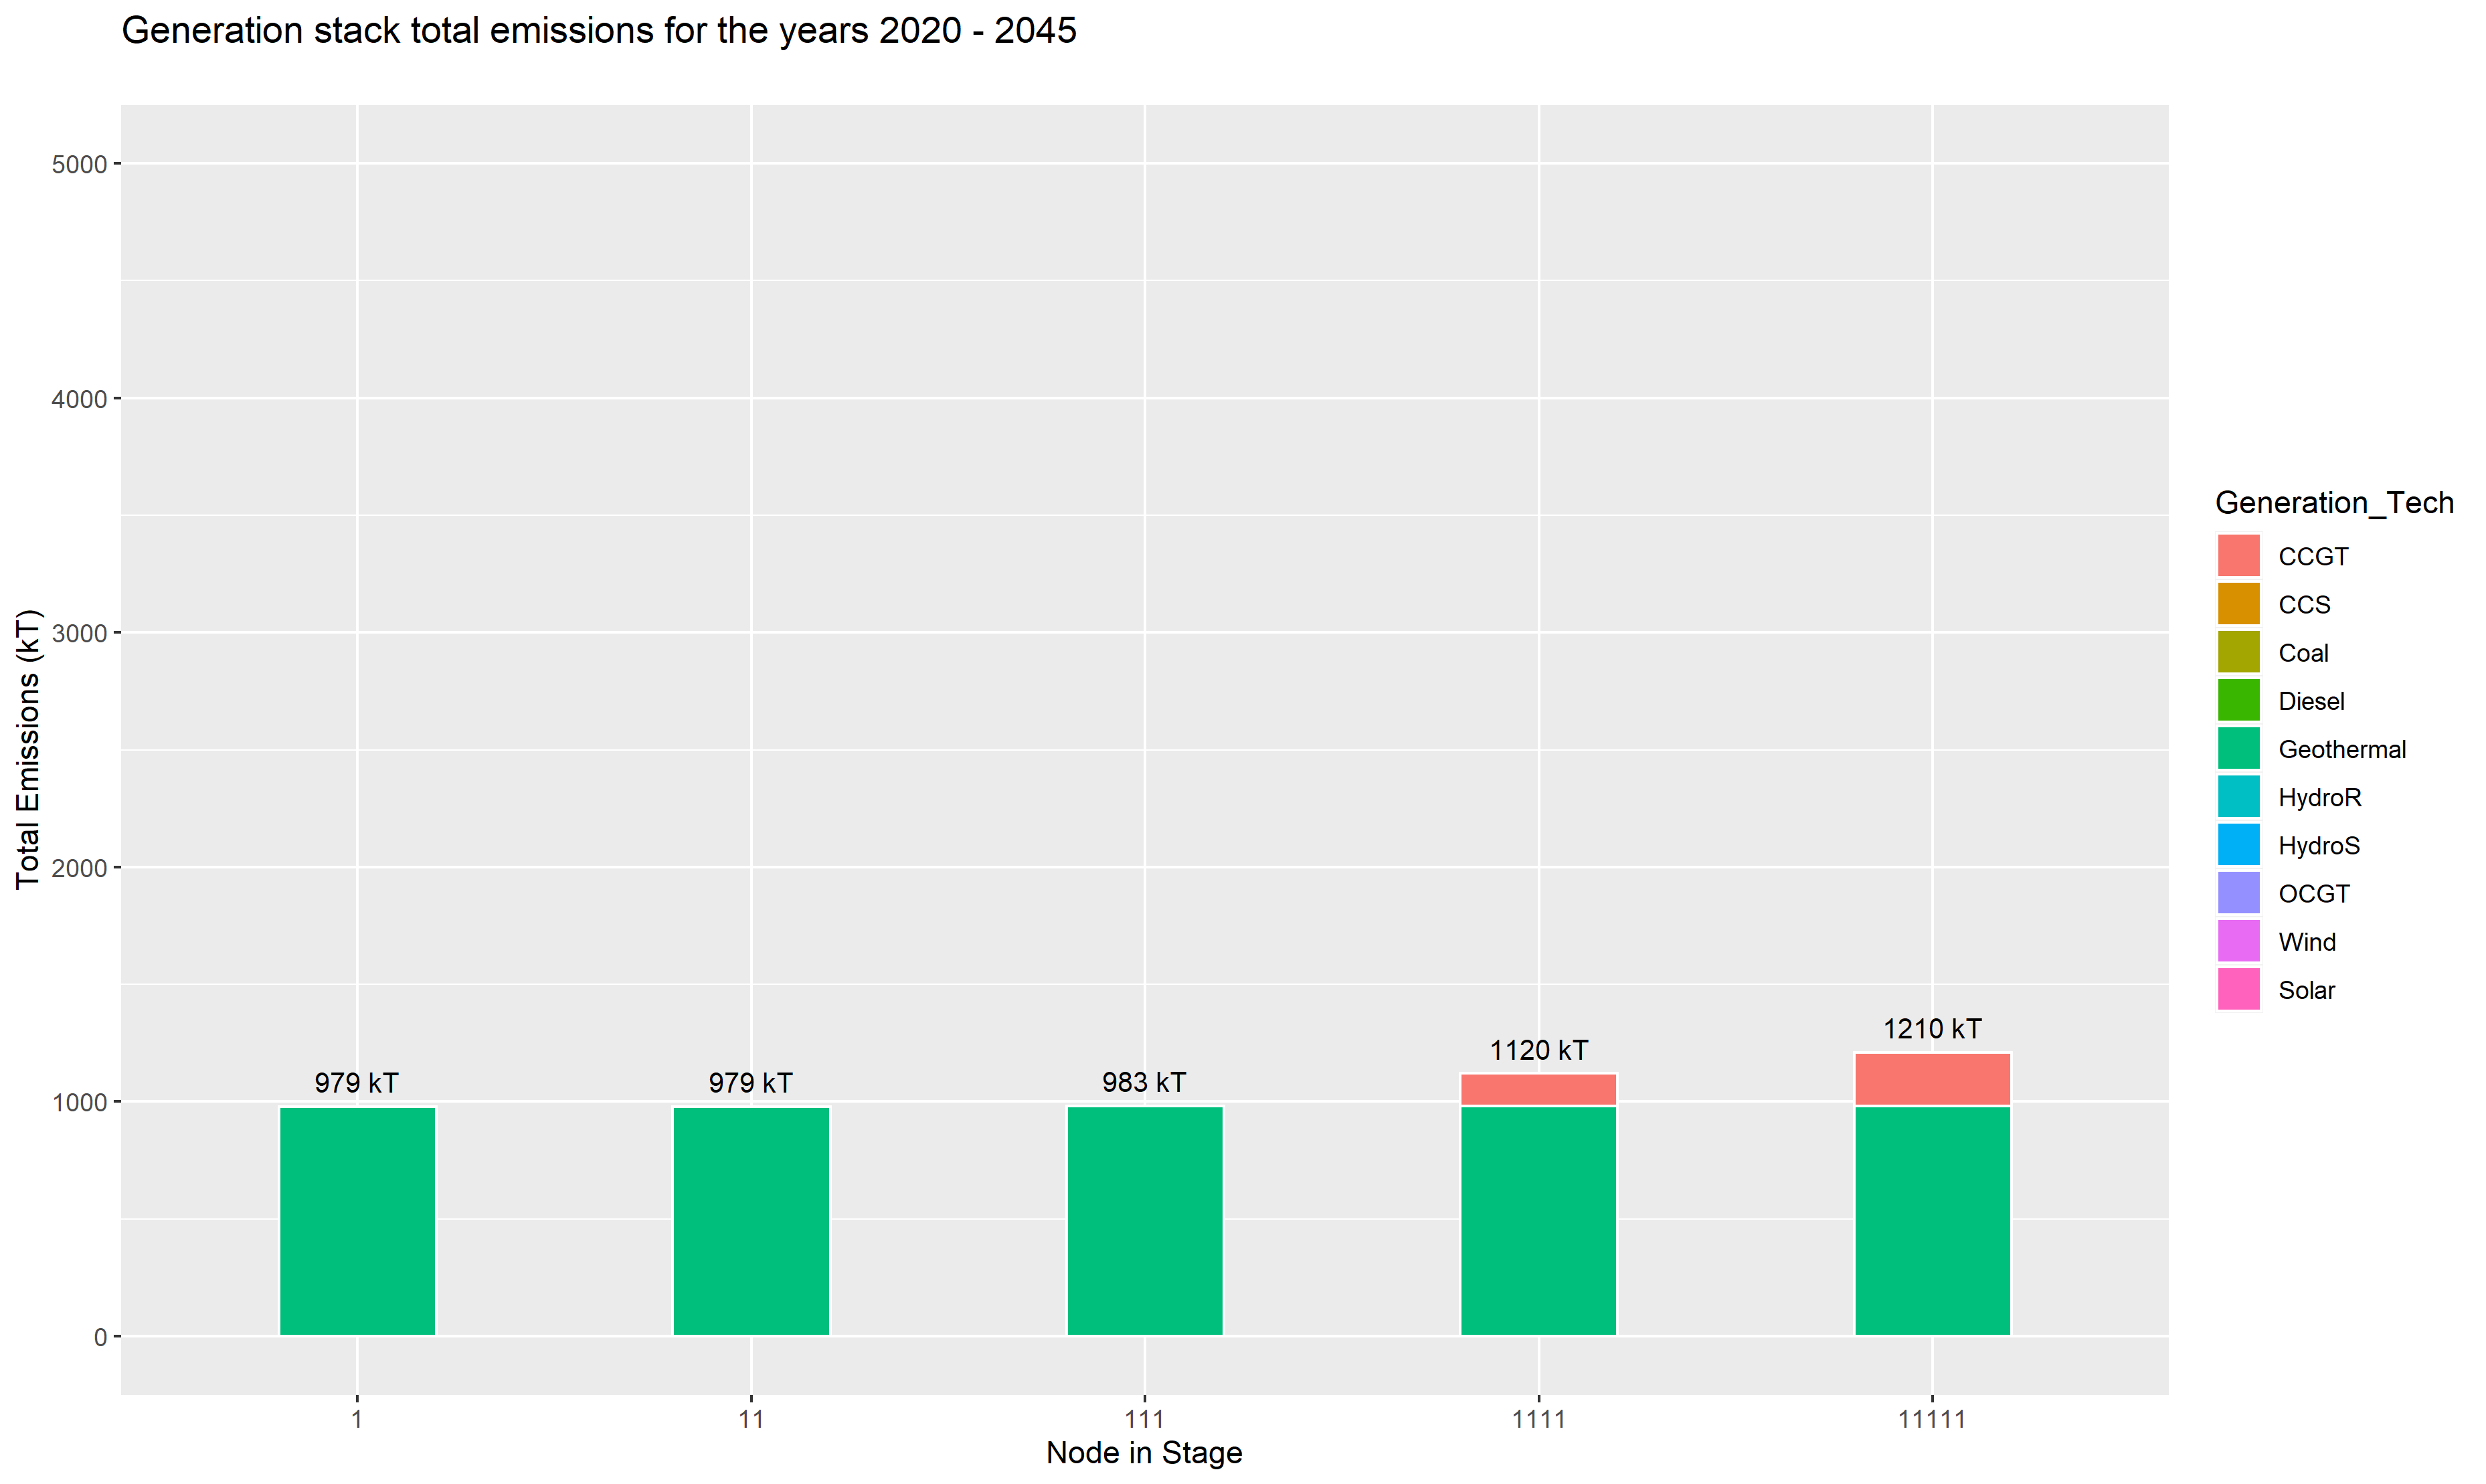 Generation stack total emissions for the years 2020 - 2045
Total Emissions (kT)
5000
4000
3000
2000
1000
0
979 kT
979 kT
983 kT
1120 kT
1210 kT
1
11
111
1111
11111
Node in Stage
Generation_Tech
CCGT
CCS
Coal
Diesel
Geothermal
HydroR
HydroS
OCGT
Wind
Solar